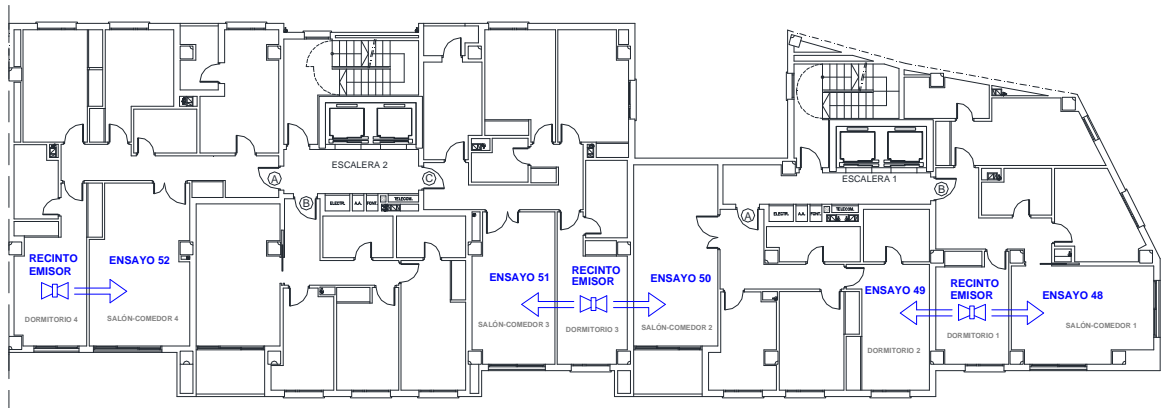 ESCALERA 2
ESCALERA 1
A
C
B
B
A
ELECTR.
A.A.
FONT.
TELECOM.
ELECTR.
A.A.
FONT.
TELECOM.
RECINTO
EMISOR
DORMITORIO 4
ENSAYO 52
SALÓN-COMEDOR 4
ENSAYO 51
SALÓN-COMEDOR 3
RECINTO
EMISOR
DORMITORIO 3
ENSAYO 50
SALÓN-COMEDOR 2
ENSAYO 49
DORMITORIO 2
RECINTO
EMISOR
DORMITORIO 1
ENSAYO 48
SALÓN-COMEDOR 1